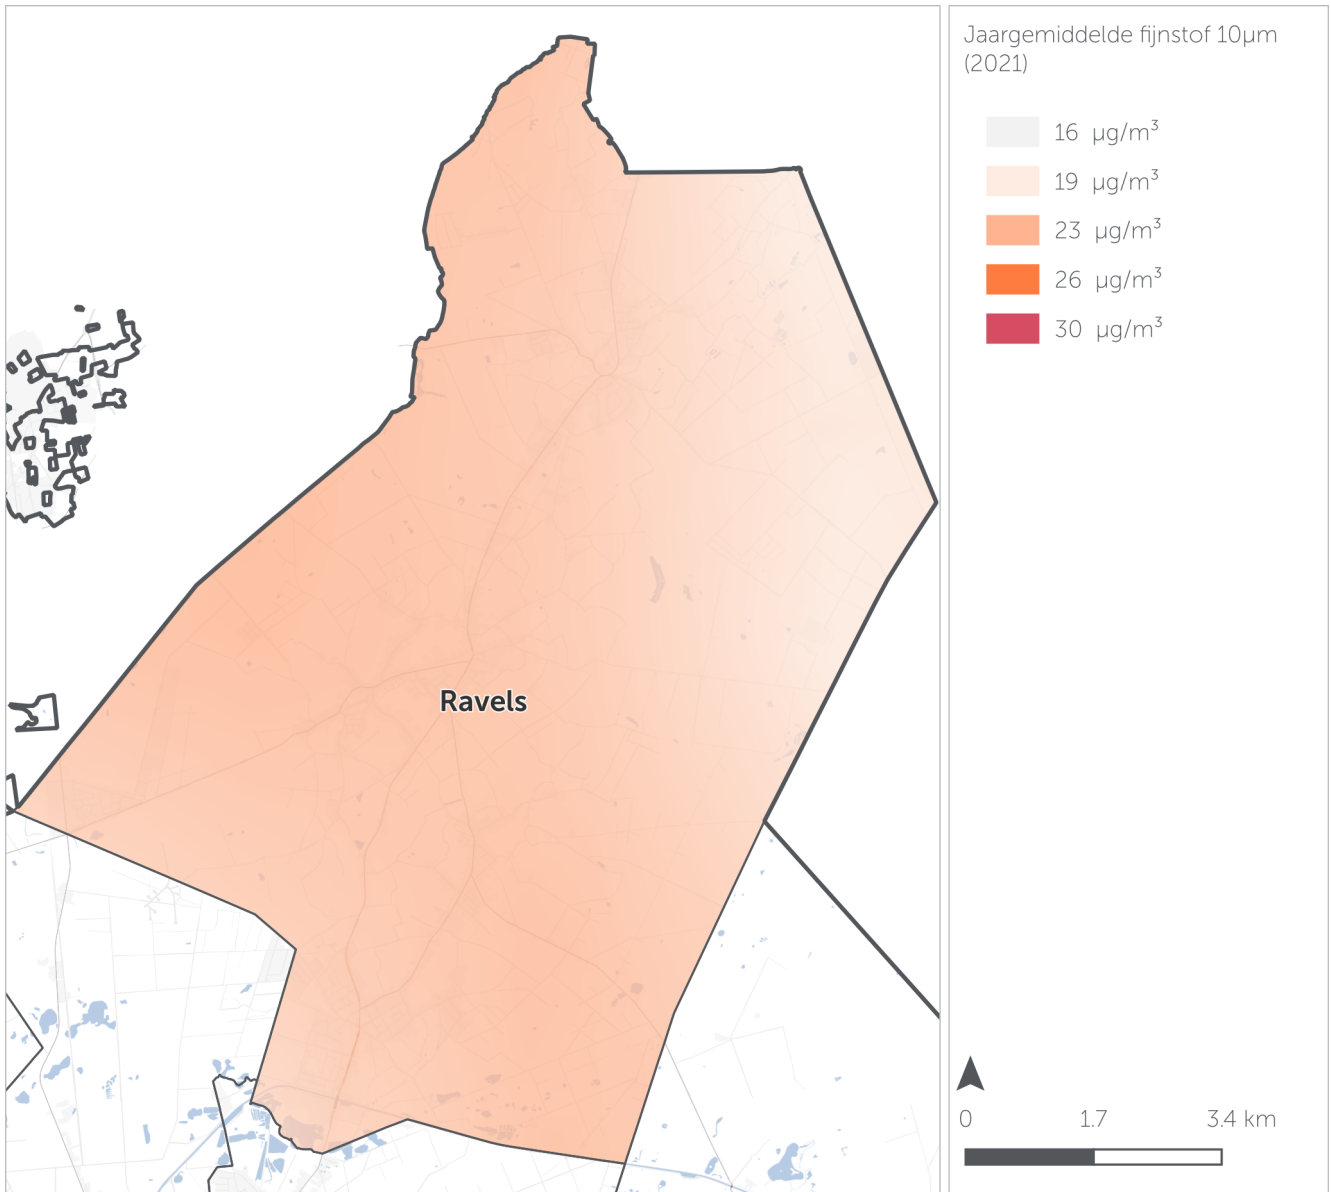 Jaargemiddelde fijnstof 10µm
(2021)
16 µg/m³
19 µg/m³
23 µg/m³
26 µg/m³
30 µg/m³
Ravels
0 1.7 3.4 km